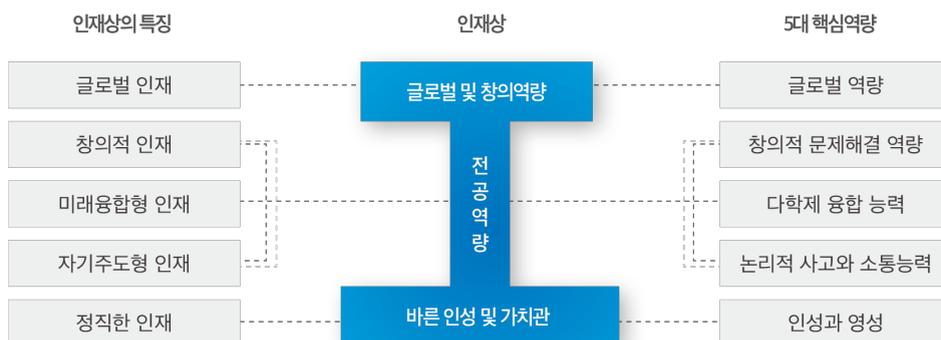 인재상의 특징
인재상
5대 핵심역량
글로벌 인재
글로벌 및 창의역량
글로벌 역량
창의적 인재
창의적 문제해결 역량
전공역량
미래융합형 인재
다학제 융합 능력
자기주도형 인재
논리적 사고와 소통능력
정직한 인재
바른 인성 및 가치관
인성과 영성